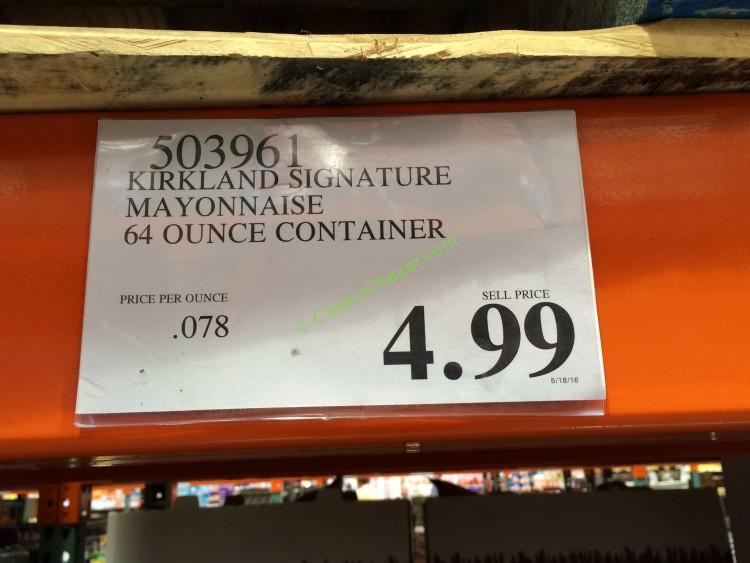 503961
KIRKLAND SIGNATURE
MAYONNAISE
64 OUNCE CONTAINER
© CostcoChaser.com
PRICE PER OUNCE
.078
SELL PRICE
4.99
5/18/16